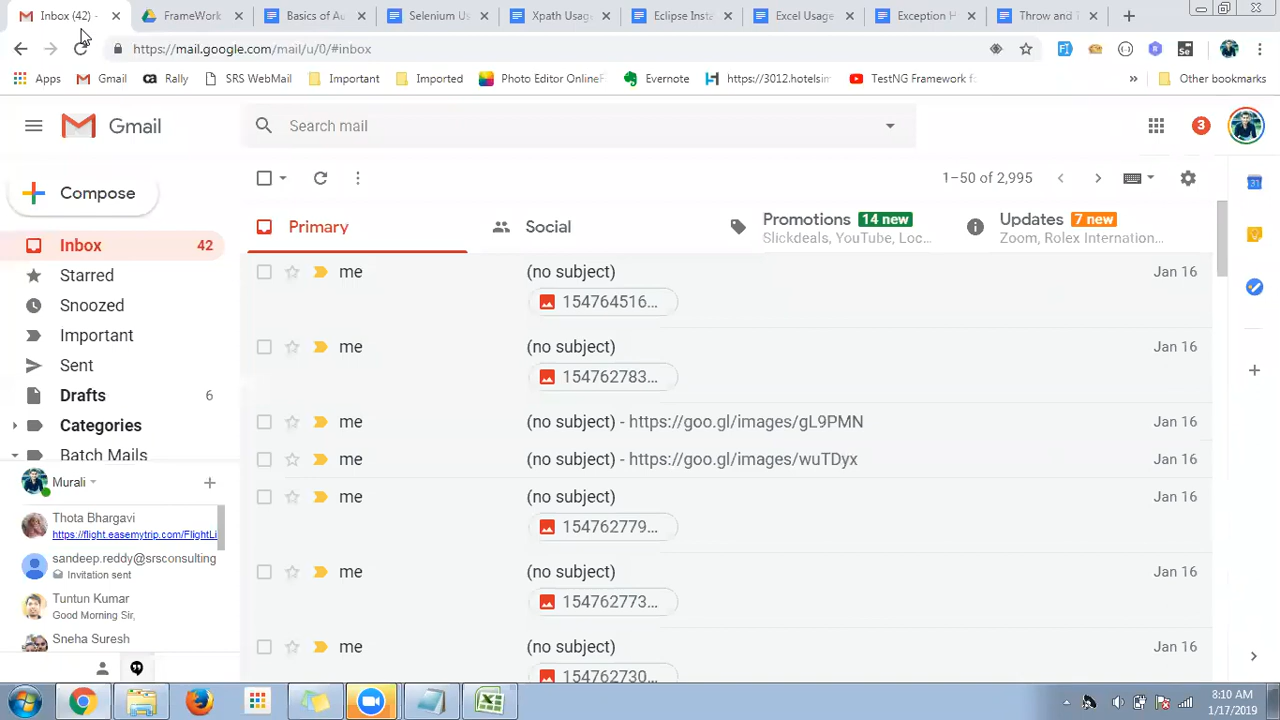 Inbox (42) -
FrameWork
Basics of Au
Selenium U
Xpath Usag
Eclipse Insta
Excel Usage
Exception H
Throw and T
https://mail.google.com/mail/u/0/#inbox
Apps
Gmail
Rally
SRS WebMail
Important
Imported
Photo Editor OnlineF
Evernote
https://3012.hotelsim
TestNG Framework f
»
Other bookmarks
Gmail
Search mail
3
Compose
1–50 of 2,995
31
Primary
Social
Promotions 14 new
Slickdeals, YouTube, Loc...
Updates 7 new
Zoom, Rolex Internation...
Inbox 42
Starred
Snoozed
Important
Sent
Drafts 6
Categories
Batch Mails
Murali
Thota Bhargavi
https://flight.easemytrip.com/FlightLi
sandeep.reddy@srsconsulting
Invitation sent
Tuntun Kumar
Good Morning Sir,
Sneha Suresh
me (no subject) Jan 16
154764516...
me (no subject) Jan 16
154762783...
me (no subject) - https://goo.gl/images/gL9PMN Jan 16
me (no subject) - https://goo.gl/images/wuTDyx Jan 16
me (no subject) Jan 16
154762779...
me (no subject) Jan 16
154762773...
me (no subject) Jan 16
154762730...
8:10 AM
1/17/2019